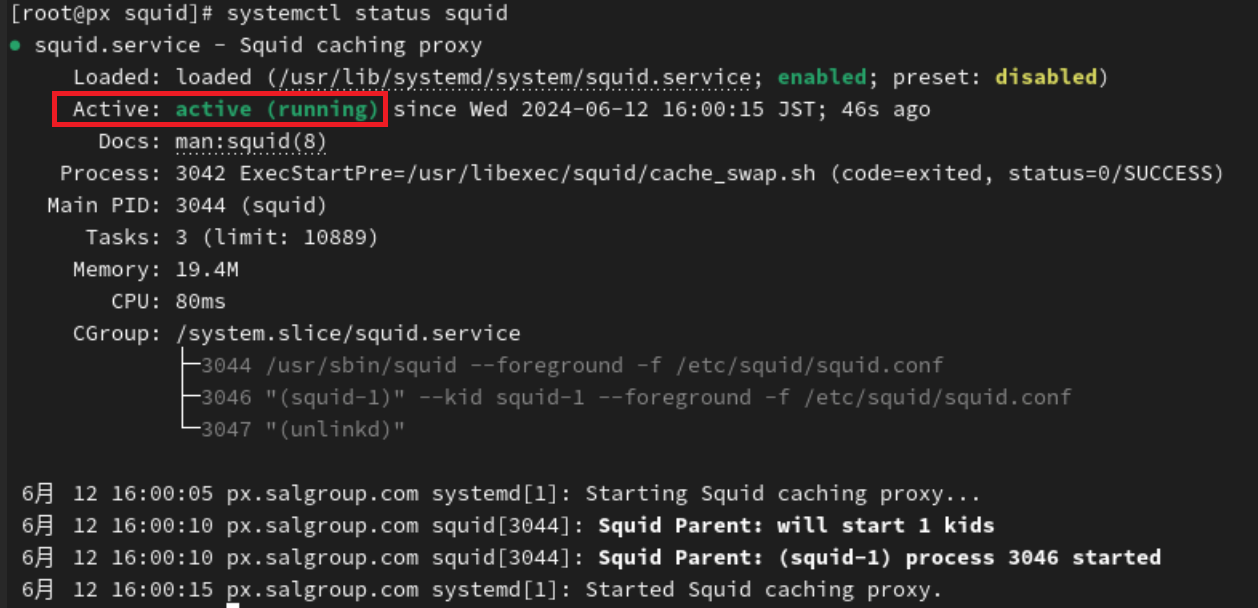 [root@px squid]# systemctl status squid
● squid.service - Squid caching proxy
Loaded: loaded (/usr/lib/systemd/system/squid.service; enabled; preset: disabled)
Active: active (running) since Wed 2024-06-12 16:00:15 JST; 46s ago
Docs: man:squid(8)
Process: 3042 ExecStartPre=/usr/libexec/squid/cache_swap.sh (code=exited, status=0/SUCCESS)
Main PID: 3044 (squid)
Tasks: 3 (limit: 10889)
Memory: 19.4M
CPU: 80ms
CGroup: /system.slice/squid.service
├─3044 /usr/sbin/squid --foreground -f /etc/squid/squid.conf
├─3046 "(squid-1)" --kid squid-1 --foreground -f /etc/squid/squid.conf
└─3047 "(unlinkd)"
6月 12 16:00:05 px.salgroup.com systemd[1]: Starting Squid caching proxy...
6月 12 16:00:10 px.salgroup.com squid[3044]: Squid Parent: will start 1 kids
6月 12 16:00:10 px.salgroup.com squid[3044]: Squid Parent: (squid-1) process 3046 started
6月 12 16:00:15 px.salgroup.com systemd[1]: Started Squid caching proxy.